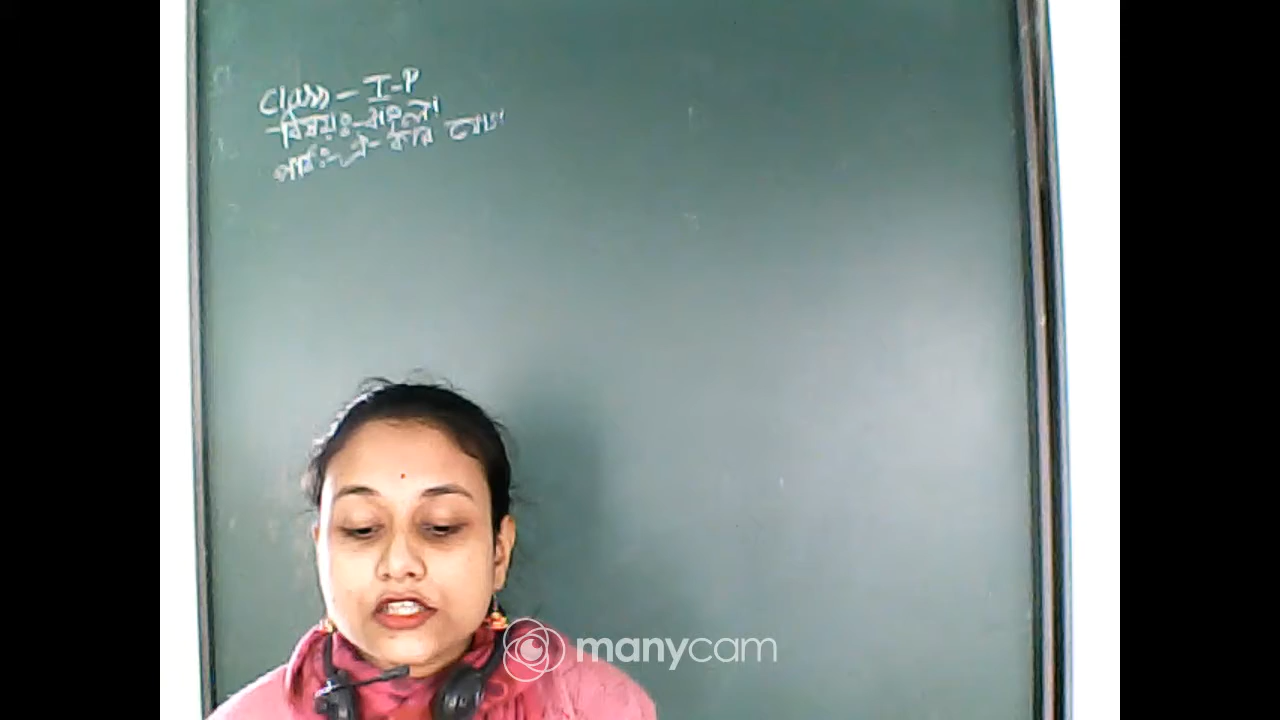 Class - I-P
বিষয়ঃ- বাংলা
পাঠঃ- এ- কার
manycam